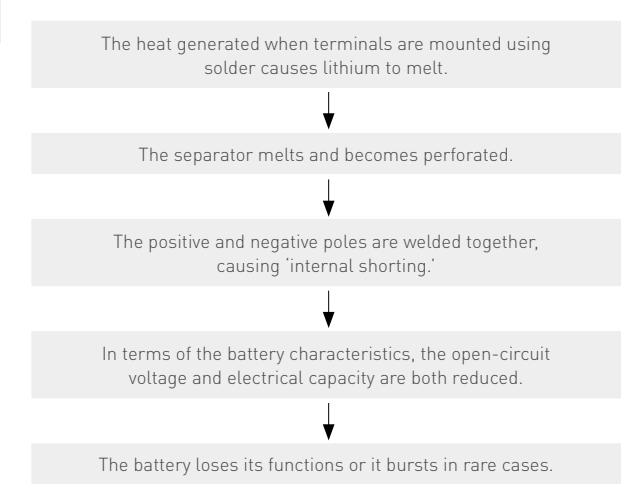 The heat generated when terminals are mounted using
solder causes lithium to melt.
The separator melts and becomes perforated.
The positive and negative poles are welded together,
causing ‘internal shorting.’
In terms of the battery characteristics, the open-circuit
voltage and electrical capacity are both reduced.
The battery loses its functions or it bursts in rare cases.